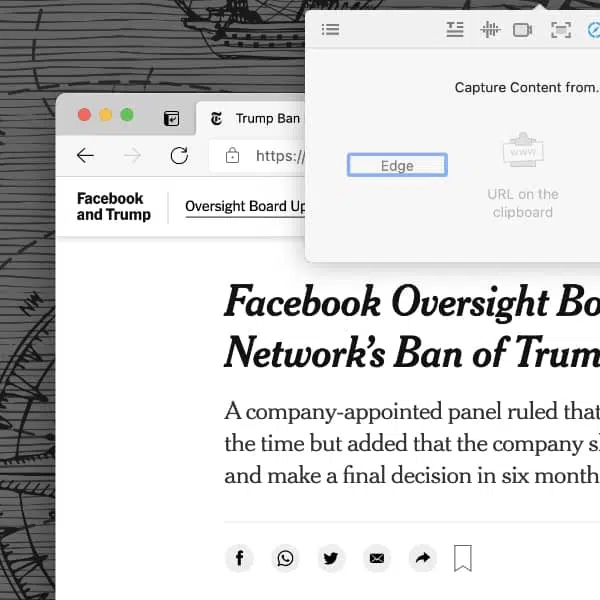 Capture Content from.
Edge
www
URL on the
clipboard
Trump Ban
https://
Facebook
and Trump
Oversight Board Up
Facebook Oversight Bo
Network's Ban of Trum
A company-appointed panel ruled that
the time but added that the company s
and make a final decision in six month
NW